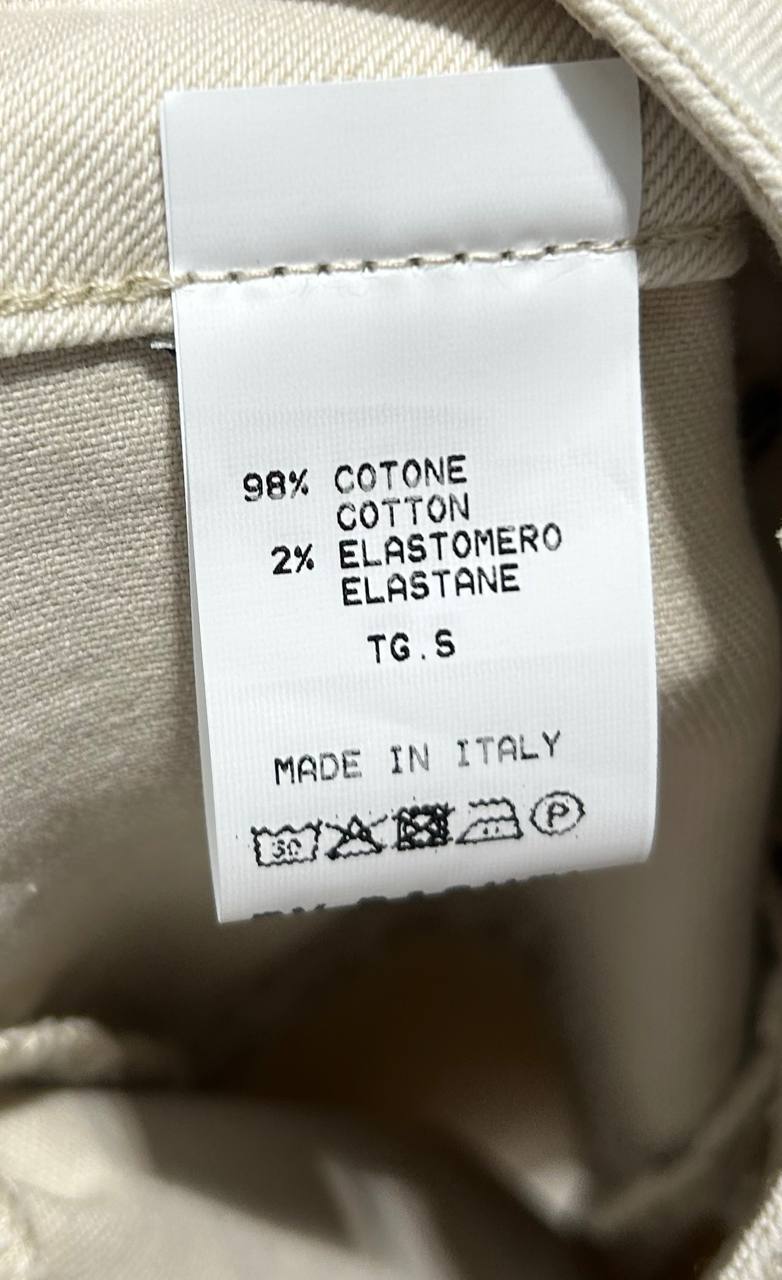 98% COTONE
COTTON
2% ELASTOMERO
ELASTANE
TG.S
MADE IN ITALY
30 P